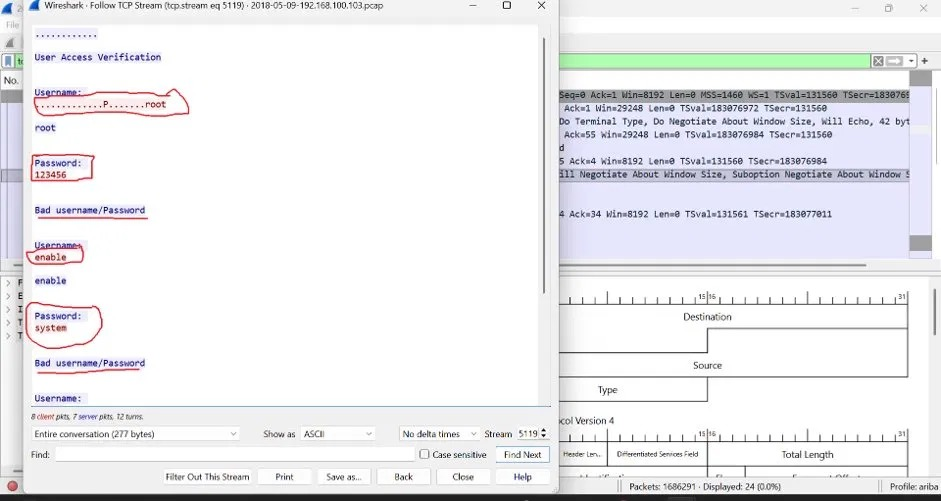 Wireshark · Follow TCP Stream (tcp.stream eq 5119) · 2018-05-09-192.168.100.103.pcap
File
No.
............
User Access Verification
Username:
............P.......root
root
Password:
123456
Bad username/Password
Username:
enable
enable
Password:
system
Bad username/Password
Username:
8 client pkts, 7 server pkts, 12 turns.
Entire conversation (277 bytes)
Show as
ASCII
No delta times
Stream
5119
Find:
Case sensitive
Find Next
Filter Out This Stream
Print
Save as...
Back
Close
Help
Seq=0 Ack=1 Win=8192 Len=0 MSS=1460 WS=1 TSval=131560 TSecr=1830769
Ack=1 Win=29248 Len=0 TSval=183076972 TSecr=131560
Do Terminal Type, Do Negotiate About Window Size, Will Echo, 42 byt
Ack=55 Win=29248 Len=0 TSval=183076984 TSecr=131560
d
5 Ack=4 Win=8192 Len=0 TSval=131560 TSecr=183076984
ill Negotiate About Window Size, Suboption Negotiate About Window S
4 Ack=34 Win=8192 Len=0 TSval=131561 TSecr=183077011
15 16 31
Destination
Source
Type
ocol Version 4
15 16 31
Header Len...
Differentiated Services Field
Total Length
Packets: 1686291 · Displayed: 24 (0.0%)
Profile: ariba